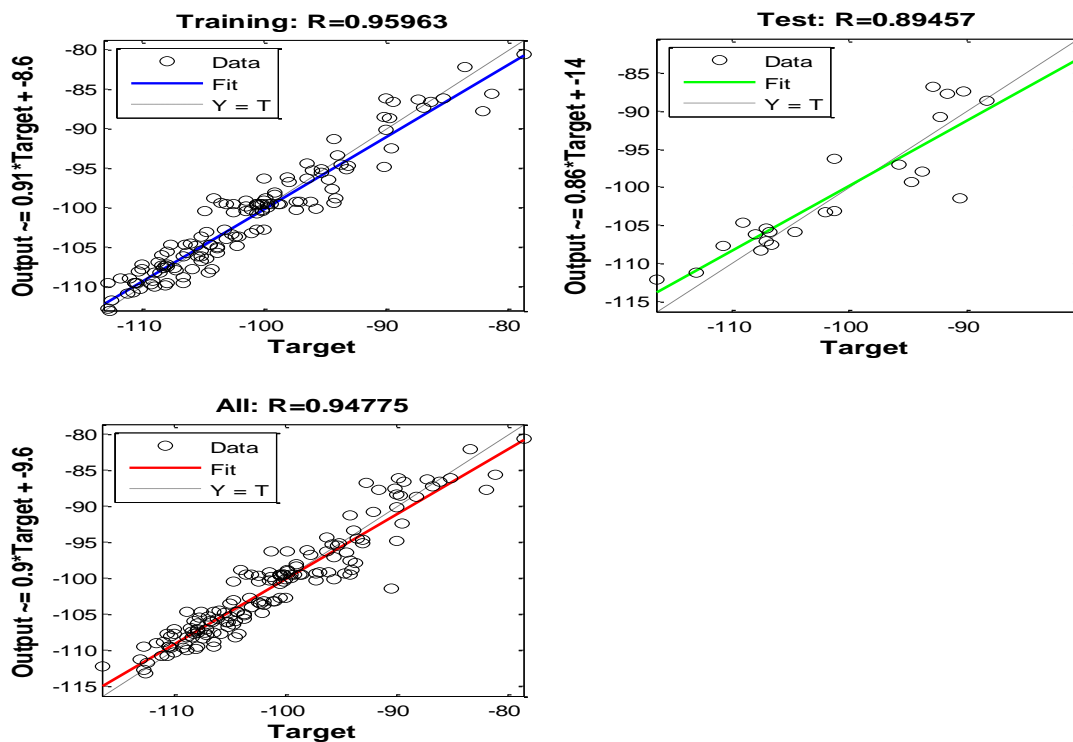 Training: R=0.95963
Output ~= 0.91*Target + -8.6
-80
-85
-90
-95
-100
-105
-110
Data
Fit
Y = T
-110 -100 -90 -80
Target
Test: R=0.89457
Output ~= 0.86*Target + -14
-85
-90
-95
-100
-105
-110
-115
Data
Fit
Y = T
-110 -100 -90
Target
All: R=0.94775
Output ~= 0.9*Target + -9.6
-80
-85
-90
-95
-100
-105
-110
-115
Data
Fit
Y = T
-110 -100 -90 -80
Target